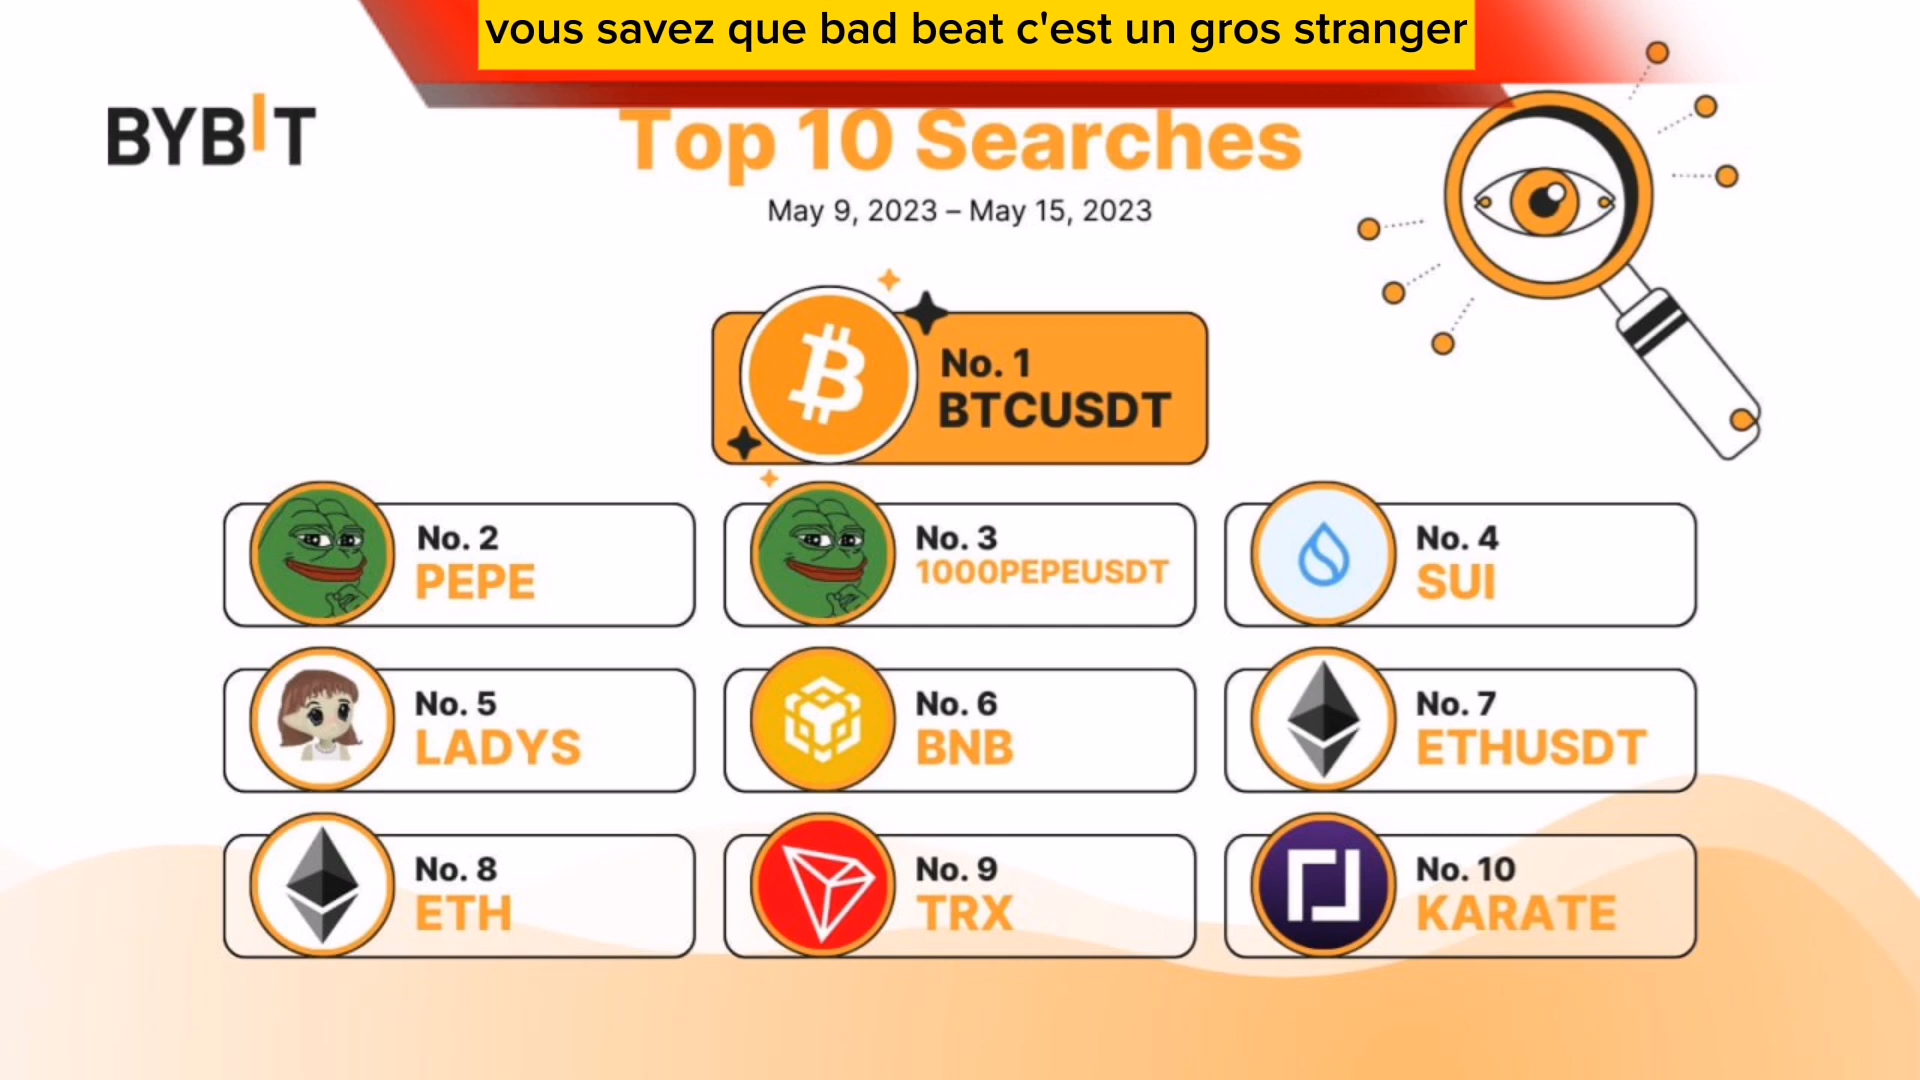 vous savez que bad beat c'est un gros stranger
BYBIT
Top 10 Searches
May 9, 2023 – May 15, 2023
No. 1
BTCUSDT
No. 2
PEPE
No. 3
1000PEPEUSDT
No. 4
SUI
No. 5
LADYS
No. 6
BNB
No. 7
ETHUSDT
No. 8
ETH
No. 9
TRX
No. 10
KARATE